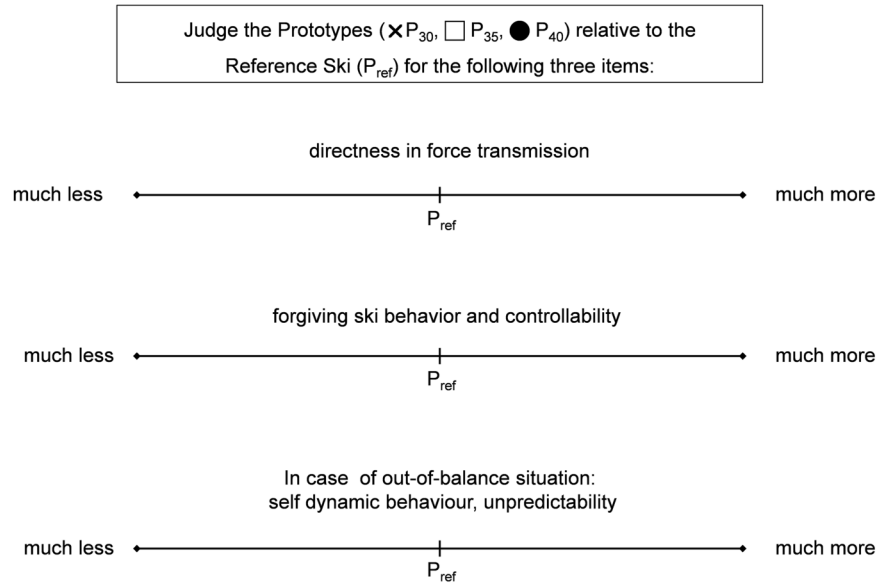 Judge the Prototypes (×P30, □ P35, ● P40) relative to the
Reference Ski (Pref) for the following three items:
directness in force transmission
much less
much more
Pref
forgiving ski behavior and controllability
much less
much more
Pref
In case of out-of-balance situation:
self dynamic behaviour, unpredictability
much less
much more
Pref